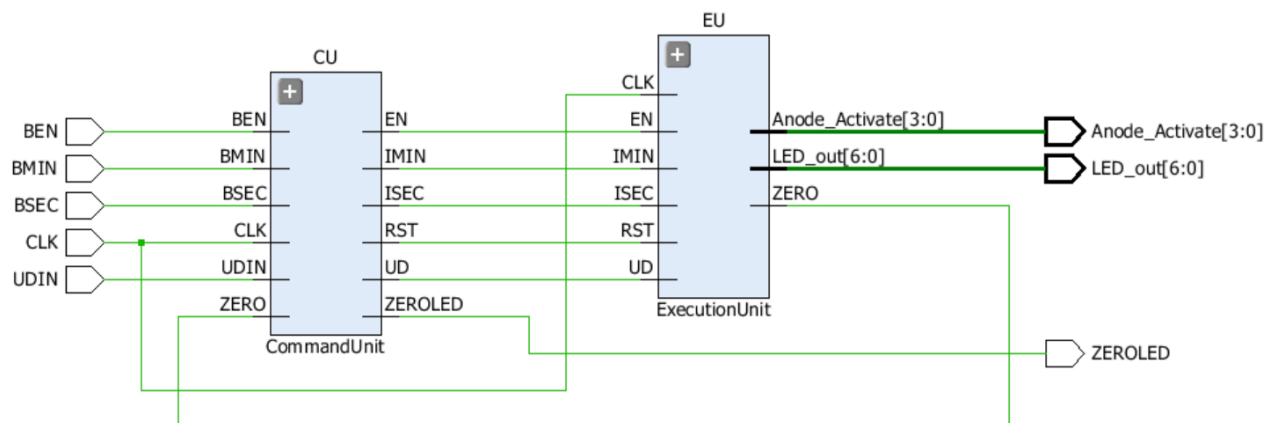 EU
CU
CLK
BEN
BEN
EN
EN
Anode_Activate[3:0]
Anode_Activate[3:0]
BMIN
BMIN
IMIN
IMIN
LED_out[6:0]
LED_out[6:0]
BSEC
BSEC
ISEC
ISEC
ZERO
CLK
CLK
RST
RST
UDIN
UDIN
UD
UD
ZERO
ZEROLED
ExecutionUnit
CommandUnit
ZEROLED